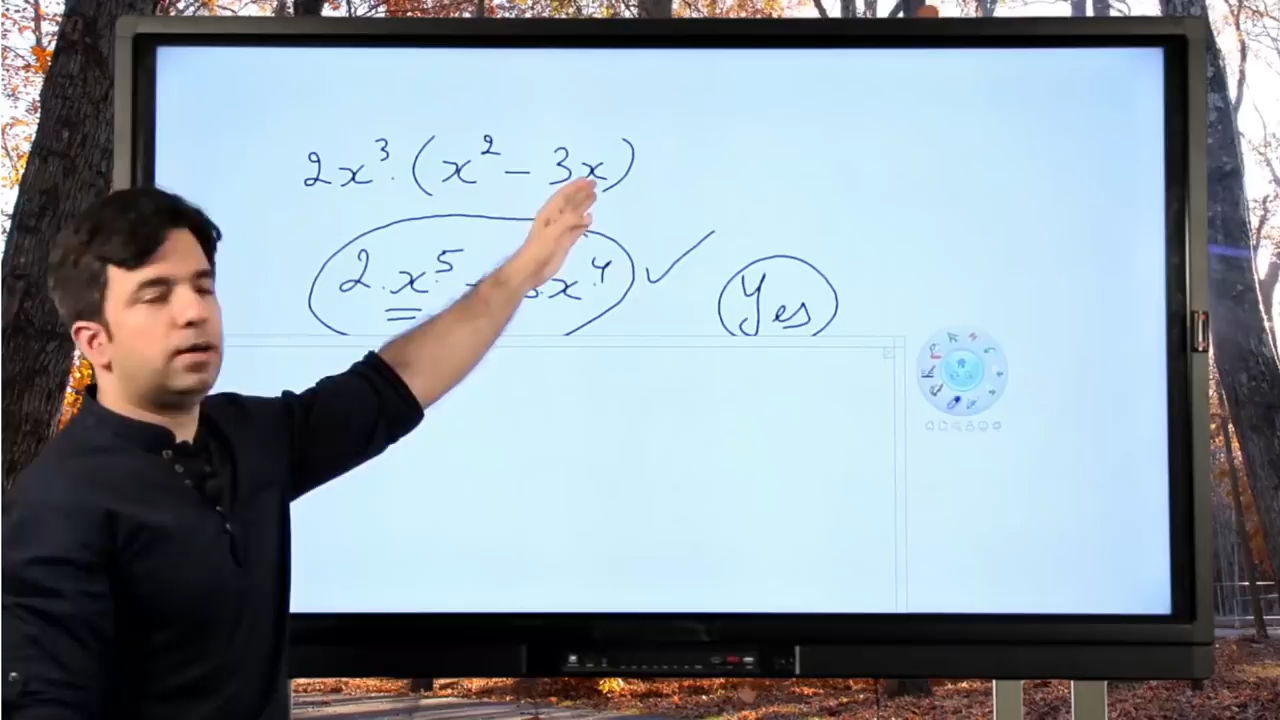 2x³·(x² – 3x)
2·x⁵ – ·x⁴ ✓ Yes